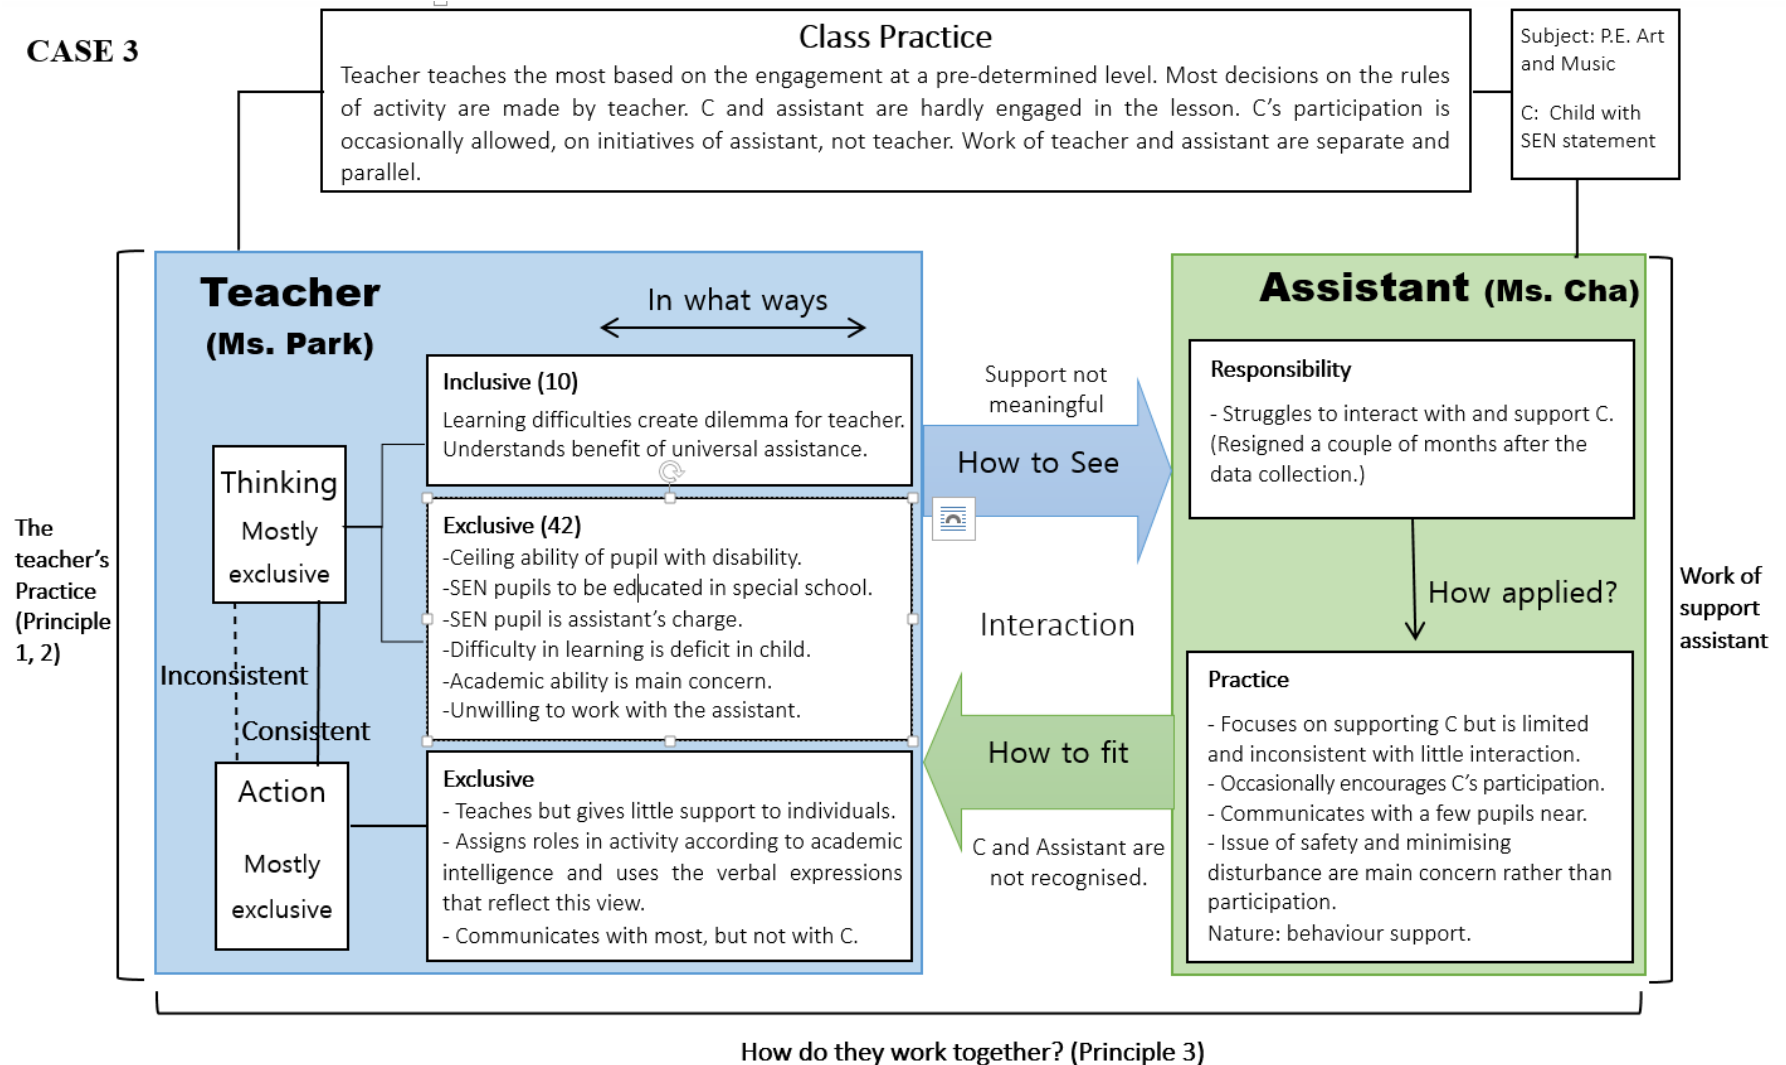 CASE 3
Class Practice
Teacher teaches the most based on the engagement at a pre-determined level. Most decisions on the rules
of activity are made by teacher. C and assistant are hardly engaged in the lesson. C’s participation is
occasionally allowed, on initiatives of assistant, not teacher. Work of teacher and assistant are separate and
parallel.
Subject: P.E. Art
and Music
C:  Child with
SEN statement
The
teacher’s
Practice
(Principle
1, 2)
Teacher
(Ms. Park)
In what ways
Thinking
Mostly
exclusive
Inconsistent
Consistent
Action
Mostly
exclusive
Inclusive (10)
Learning difficulties create dilemma for teacher.
Understands benefit of universal assistance.
Exclusive (42)
-Ceiling ability of pupil with disability.
-SEN pupils to be educated in special school.
-SEN pupil is assistant’s charge.
-Difficulty in learning is deficit in child.
-Academic ability is main concern.
-Unwilling to work with the assistant.
Exclusive
- Teaches but gives little support to individuals.
- Assigns roles in activity according to academic
intelligence and uses the verbal expressions
that reflect this view.
- Communicates with most, but not with C.
Support not
meaningful
How to See
Interaction
How to fit
C and Assistant are
not recognised.
Assistant (Ms. Cha)
Responsibility
- Struggles to interact with and support C.
(Resigned a couple of months after the
data collection.)
How applied?
Practice
- Focuses on supporting C but is limited
and inconsistent with little interaction.
- Occasionally encourages C’s participation.
- Communicates with a few pupils near.
- Issue of safety and minimising
disturbance are main concern rather than
participation.
Nature: behaviour support.
Work of
support
assistant
How do they work together? (Principle 3)